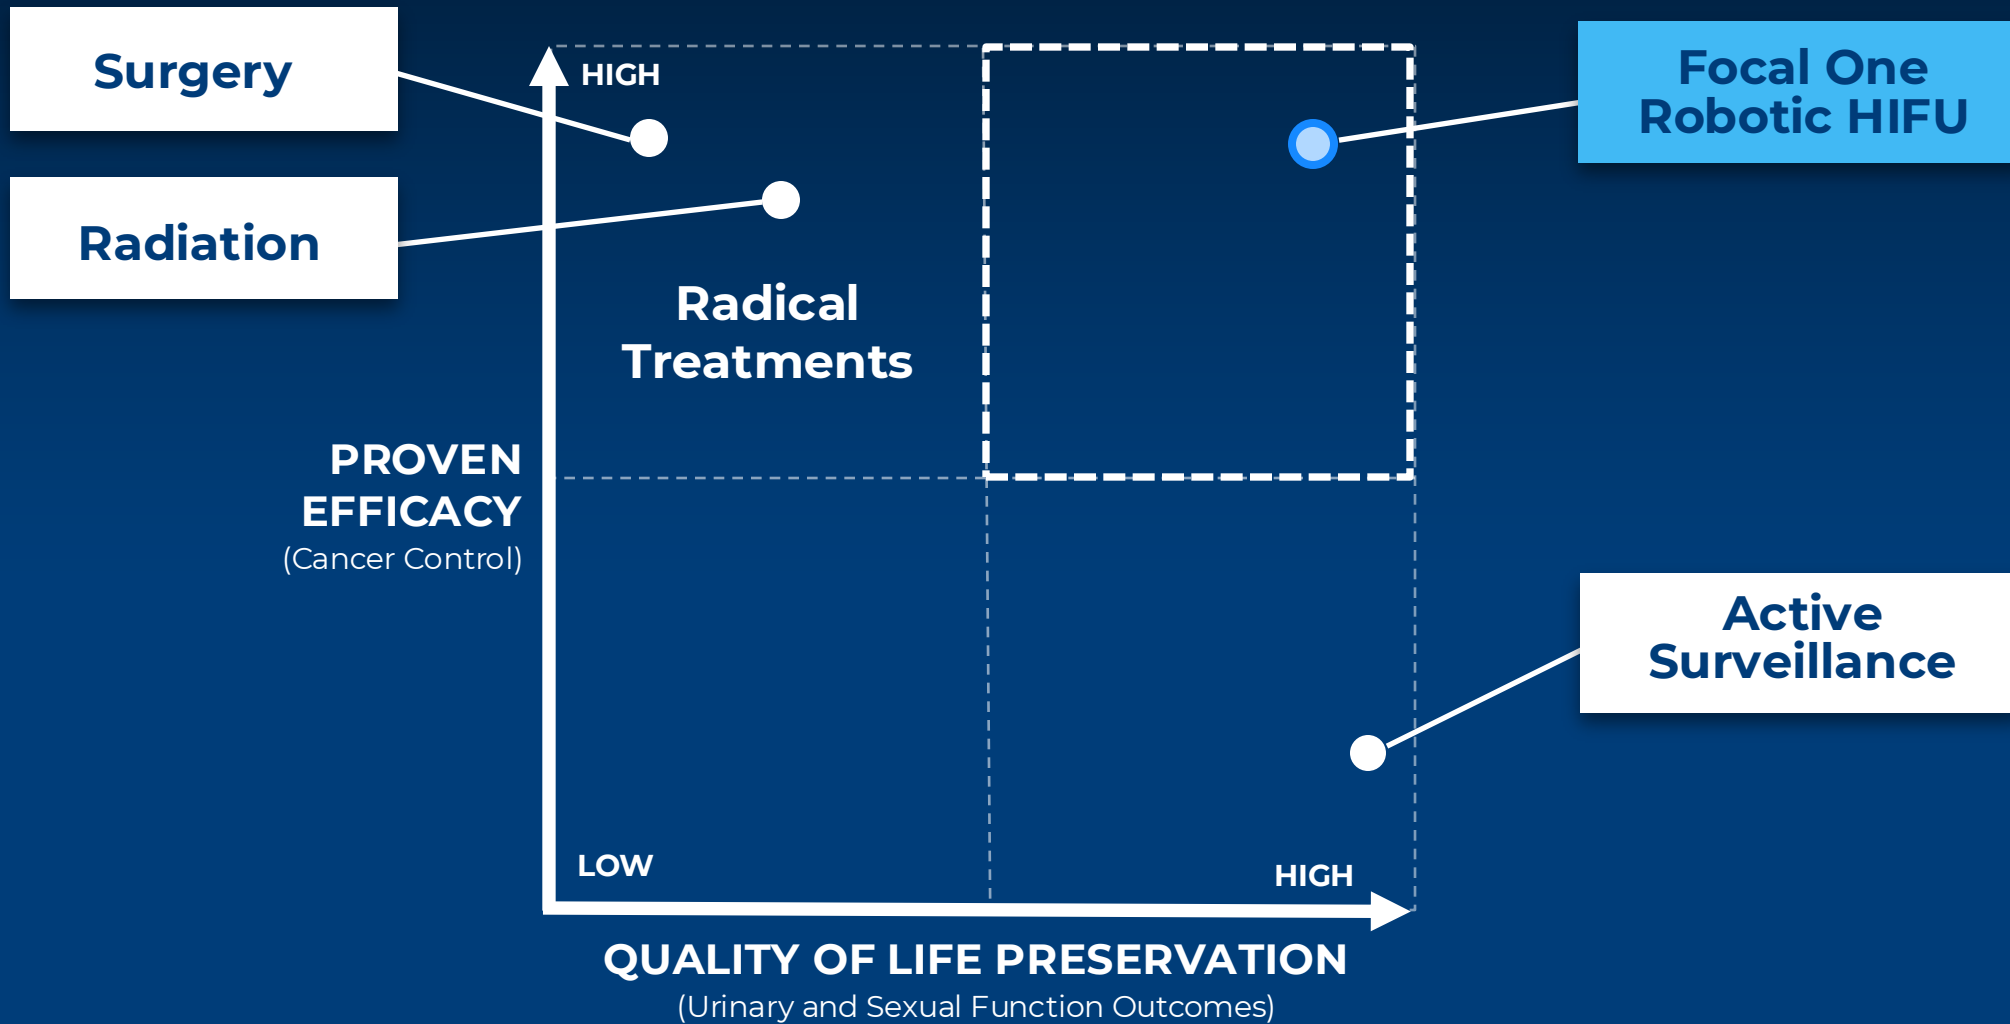 Surgery
Radiation
HIGH
Focal One
Robotic HIFU
Radical
Treatments
PROVEN
EFFICACY
(Cancer Control)
Active
Surveillance
LOW
HIGH
QUALITY OF LIFE PRESERVATION
(Urinary and Sexual Function Outcomes)